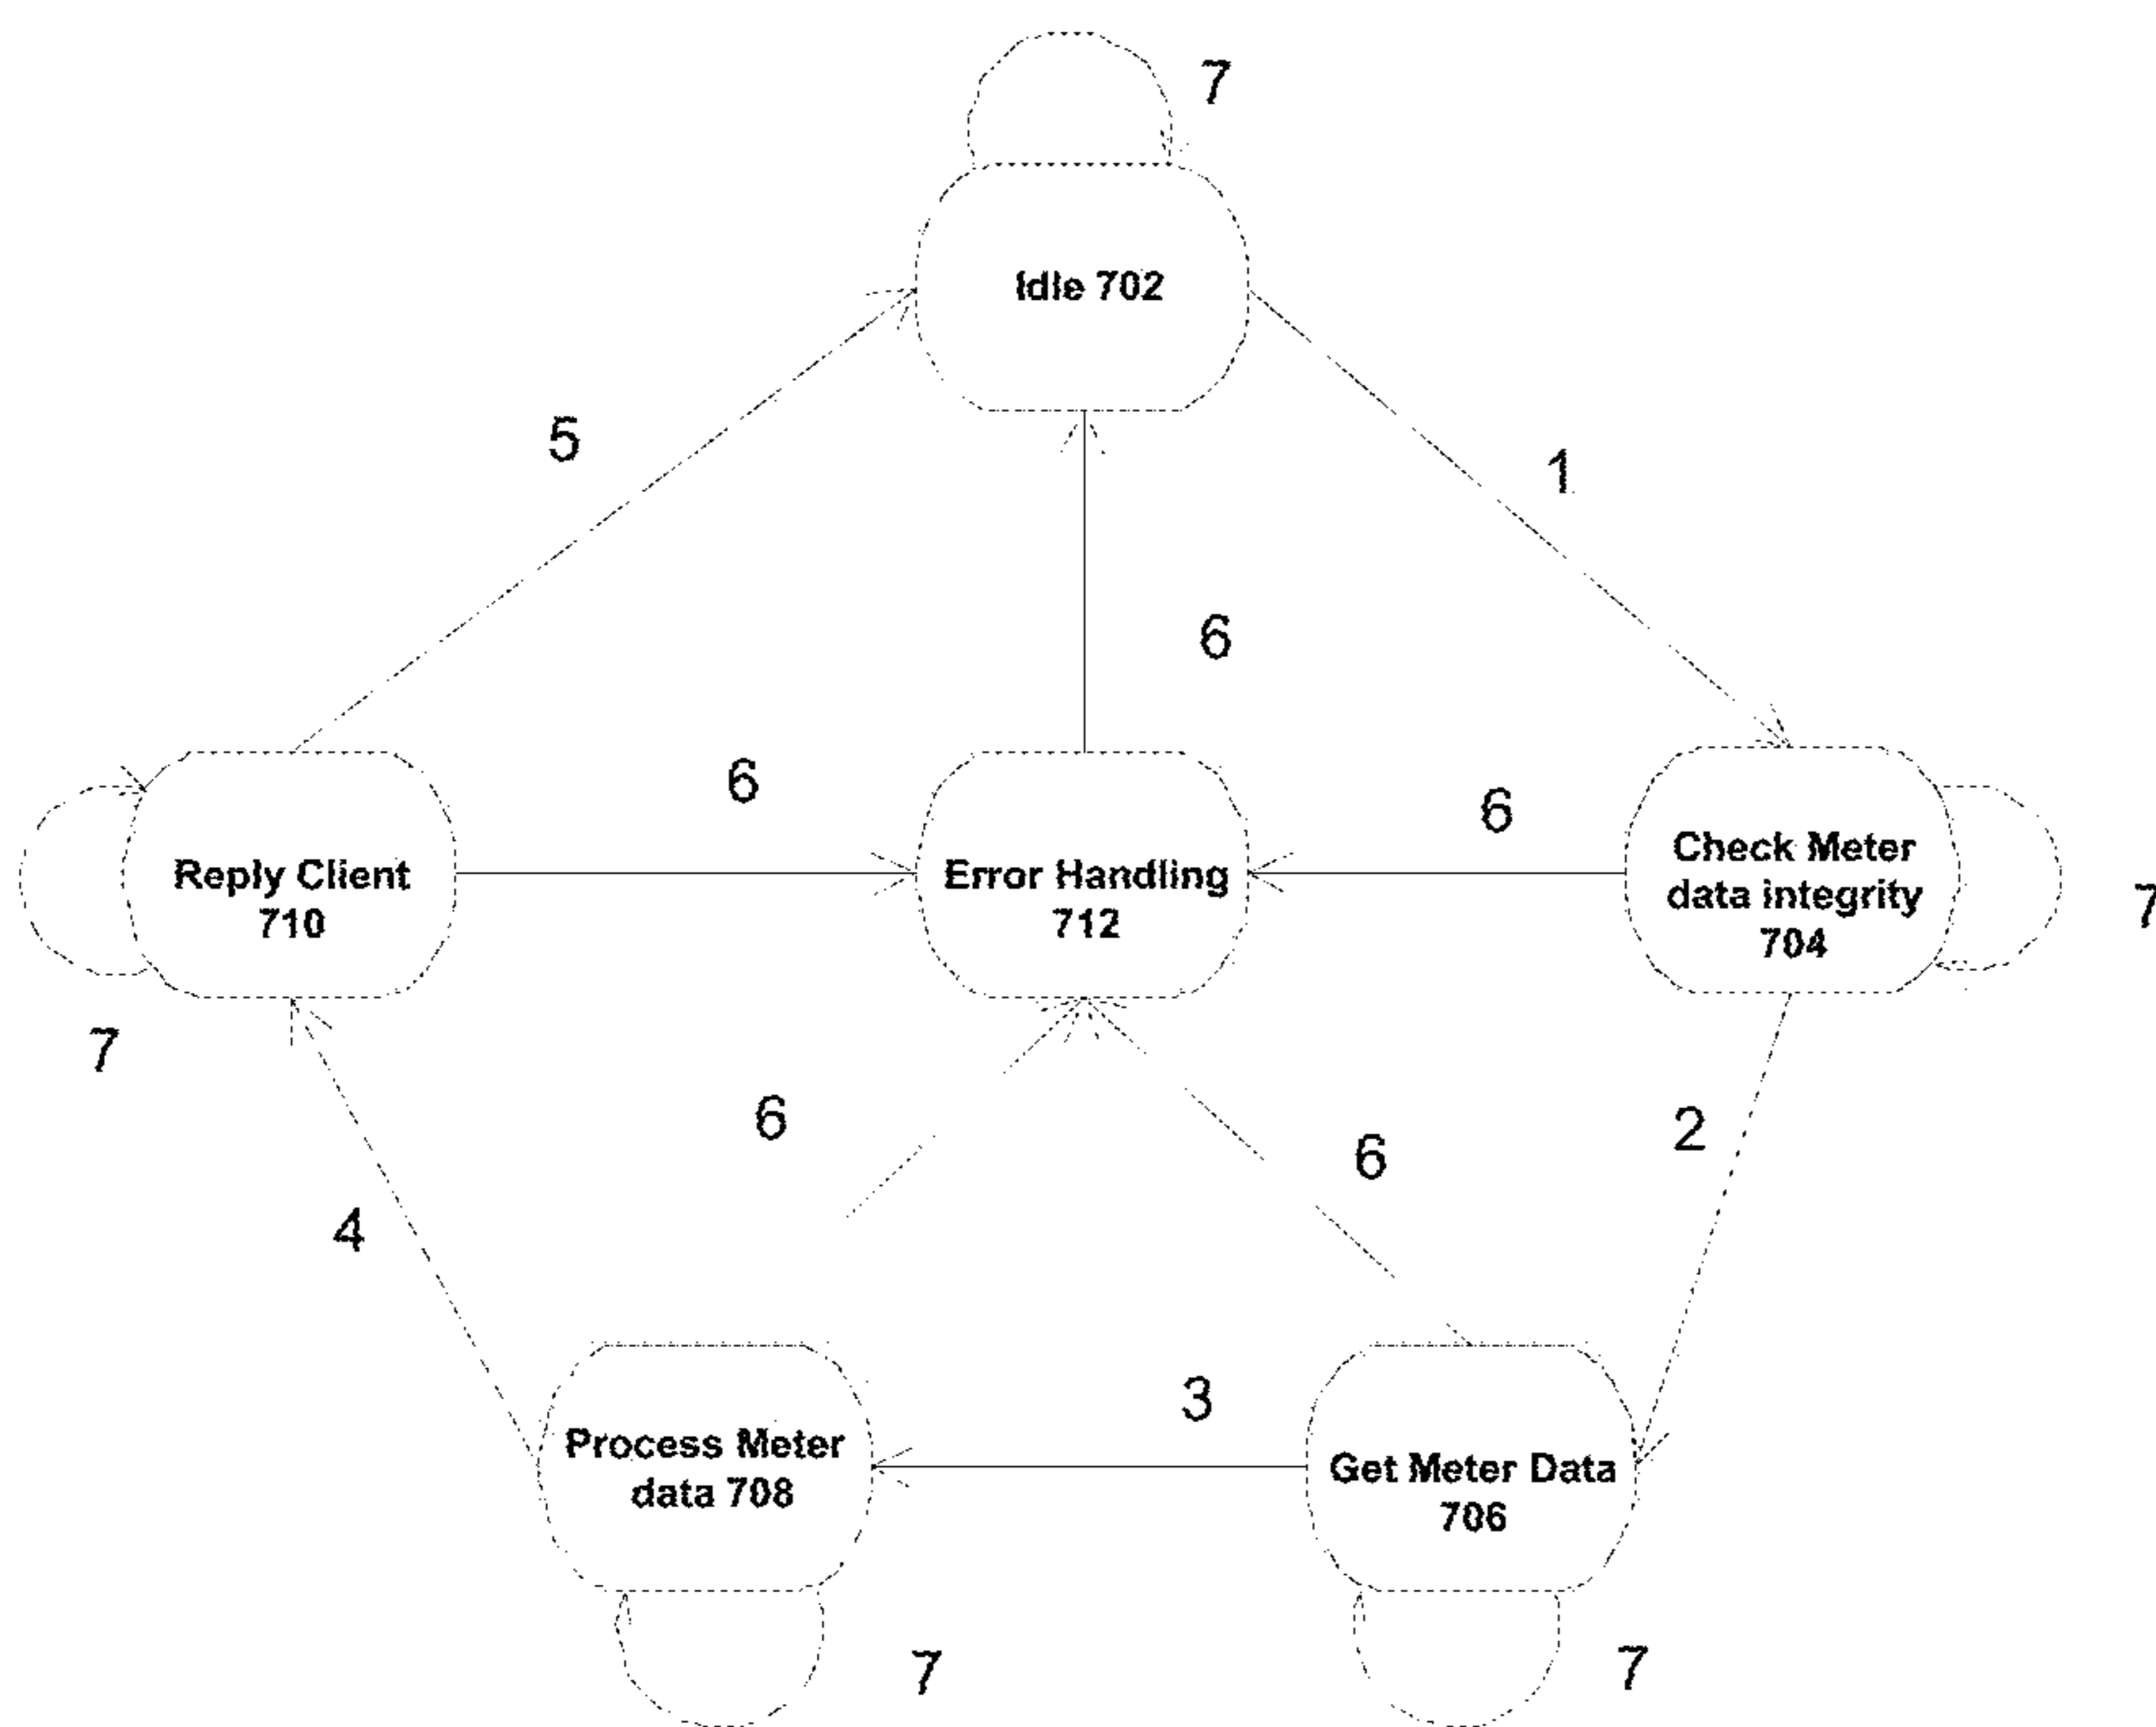 7
Idle 702
5
1
6
6
6
Reply Client
710
Error Handling
712
Check Meter
data integrity
704
7
7
6
6
2
4
3
Process Meter
data 708
Get Meter Data
706
7
7